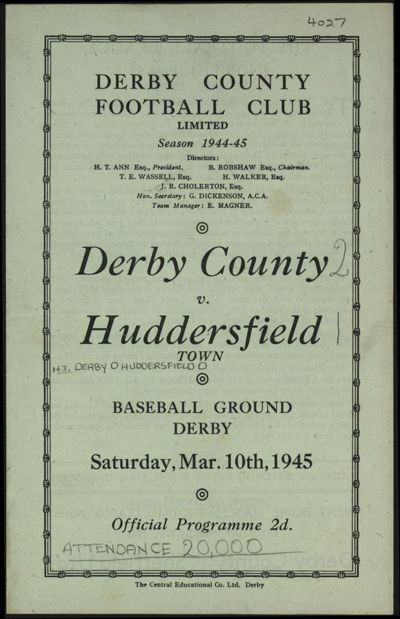 4027
DERBY COUNTY
FOOTBALL CLUB
LIMITED
Season 1944-45
Directors:
H. T. ANN Esq., President. B. ROBSHAW Esq., Chairman.
T. E. WASSELL, Esq. H. WALKER, Esq.
J. R. CHOLERTON, Esq.
Hon. Secretary: G. DICKENSON, A.C.A.
Team Manager: E. MAGNER.
Derby County 2
v.
Huddersfield 1
TOWN
H.T. DERBY 0 HUDDERSFIELD 0
BASEBALL GROUND
DERBY
Saturday, Mar. 10th, 1945
Official Programme 2d.
ATTENDANCE 20,000
The Central Educational Co. Ltd. Derby